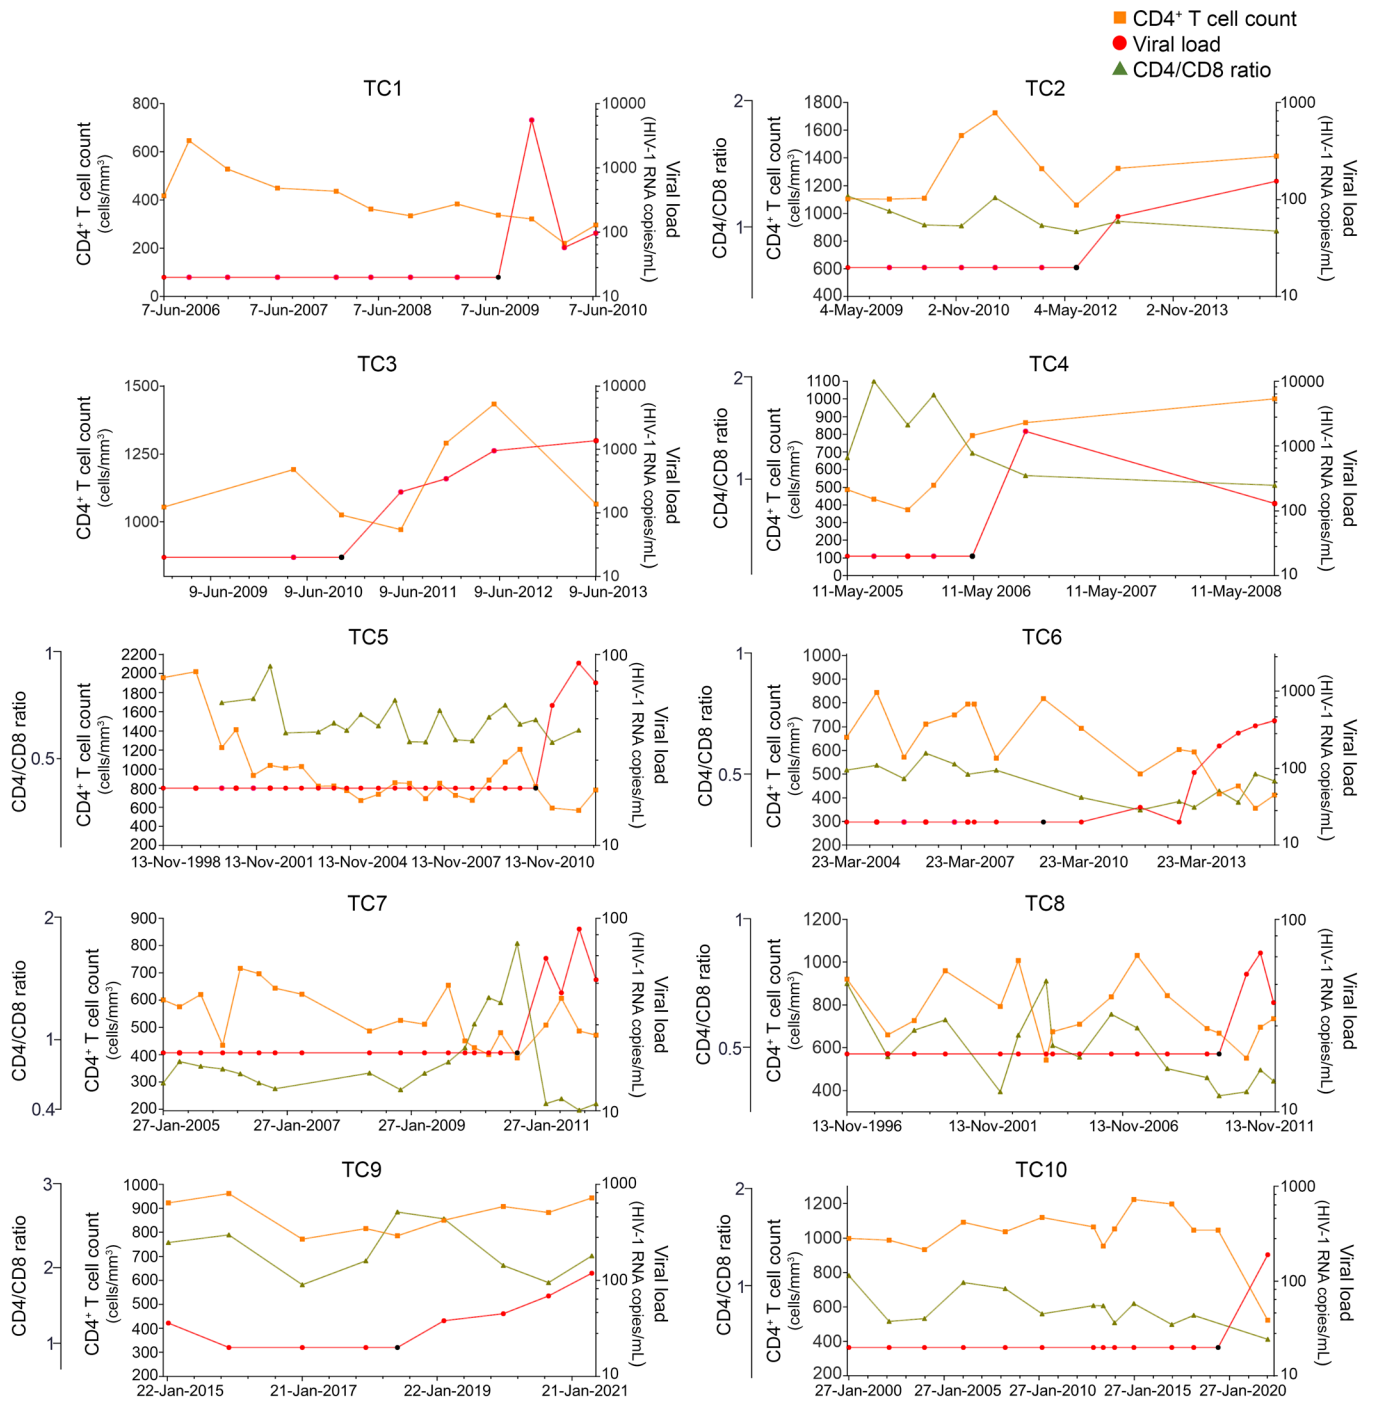 CD4⁺ T cell count
Viral load
CD4/CD8 ratio
TC1
CD4⁺ T cell count
(cells/mm³)
800
600
400
200
0
10000
1000
100
10
Viral load
(HIV-1 RNA copies/mL)
7-Jun-2006 7-Jun-2007 7-Jun-2008 7-Jun-2009 7-Jun-2010
TC2
CD4/CD8 ratio
2
1
CD4⁺ T cell count
(cells/mm³)
1800
1600
1400
1200
1000
800
600
400
1000
100
10
Viral load
(HIV-1 RNA copies/mL)
4-May-2009 2-Nov-2010 4-May-2012 2-Nov-2013
TC3
CD4⁺ T cell count
(cells/mm³)
1500
1250
1000
10000
1000
100
10
Viral load
(HIV-1 RNA copies/mL)
9-Jun-2009 9-Jun-2010 9-Jun-2011 9-Jun-2012 9-Jun-2013
TC4
CD4/CD8 ratio
2
1
CD4⁺ T cell count
(cells/mm³)
1100
1000
900
800
700
600
500
400
300
200
100
0
10000
1000
100
10
Viral load
(HIV-1 RNA copies/mL)
11-May-2005 11-May 2006 11-May-2007 11-May-2008
TC5
CD4/CD8 ratio
1
0.5
CD4⁺ T cell count
(cells/mm³)
2200
2000
1800
1600
1400
1200
1000
800
600
400
200
100
10
Viral load
(HIV-1 RNA copies/mL)
13-Nov-1998 13-Nov-2001 13-Nov-2004 13-Nov-2007 13-Nov-2010
TC6
CD4/CD8 ratio
1
0.5
CD4⁺ T cell count
(cells/mm³)
1000
900
800
700
600
500
400
300
200
1000
100
10
Viral load
(HIV-1 RNA copies/mL)
23-Mar-2004 23-Mar-2007 23-Mar-2010 23-Mar-2013
TC7
CD4/CD8 ratio
2
1
0.4
CD4⁺ T cell count
(cells/mm³)
900
800
700
600
500
400
300
200
100
10
Viral load
(HIV-1 RNA copies/mL)
27-Jan-2005 27-Jan-2007 27-Jan-2009 27-Jan-2011
TC8
CD4/CD8 ratio
1
0.5
CD4⁺ T cell count
(cells/mm³)
1200
1000
800
600
400
100
10
Viral load
(HIV-1 RNA copies/mL)
13-Nov-1996 13-Nov-2001 13-Nov-2006 13-Nov-2011
TC9
CD4/CD8 ratio
3
2
1
CD4⁺ T cell count
(cells/mm³)
1000
900
800
700
600
500
400
300
200
1000
100
10
Viral load
(HIV-1 RNA copies/mL)
22-Jan-2015 21-Jan-2017 22-Jan-2019 21-Jan-2021
TC10
CD4/CD8 ratio
2
1
CD4⁺ T cell count
(cells/mm³)
1200
1000
800
600
400
200
1000
100
10
Viral load
(HIV-1 RNA copies/mL)
27-Jan-2000 27-Jan-2005 27-Jan-2010 27-Jan-2015 27-Jan-2020